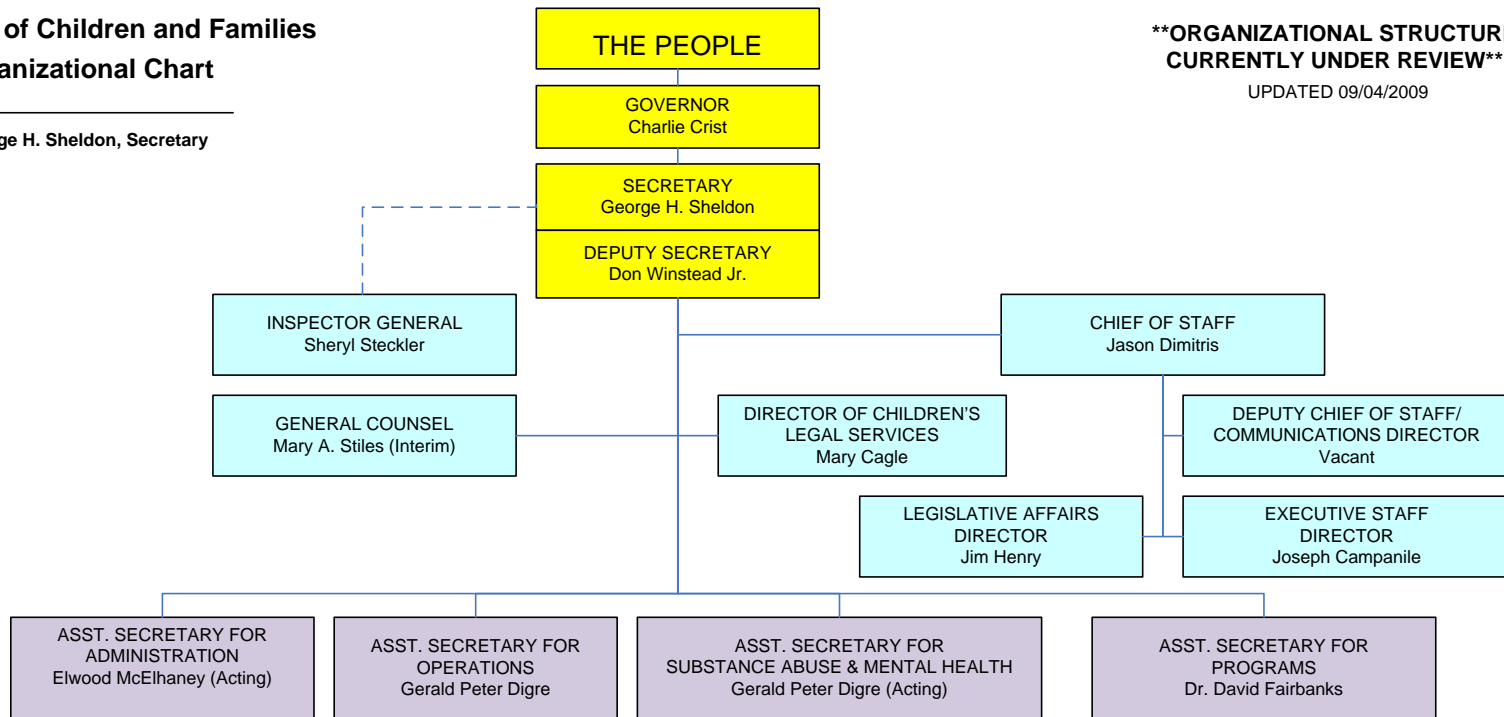 of Children and Families
anizational Chart
ge H. Sheldon, Secretary
THE PEOPLE
**ORGANIZATIONAL STRUCTURE
CURRENTLY UNDER REVIEW**
UPDATED 09/04/2009
GOVERNOR
Charlie Crist
SECRETARY
George H. Sheldon
DEPUTY SECRETARY
Don Winstead Jr.
INSPECTOR GENERAL
Sheryl Steckler
CHIEF OF STAFF
Jason Dimitris
GENERAL COUNSEL
Mary A. Stiles (Interim)
DIRECTOR OF CHILDREN’S
LEGAL SERVICES
Mary Cagle
DEPUTY CHIEF OF STAFF/
COMMUNICATIONS DIRECTOR
Vacant
LEGISLATIVE AFFAIRS
DIRECTOR
Jim Henry
EXECUTIVE STAFF
DIRECTOR
Joseph Campanile
ASST. SECRETARY FOR
ADMINISTRATION
Elwood McElhaney (Acting)
ASST. SECRETARY FOR
OPERATIONS
Gerald Peter Digre
ASST. SECRETARY FOR
SUBSTANCE ABUSE & MENTAL HEALTH
Gerald Peter Digre (Acting)
ASST. SECRETARY FOR
PROGRAMS
Dr. David Fairbanks